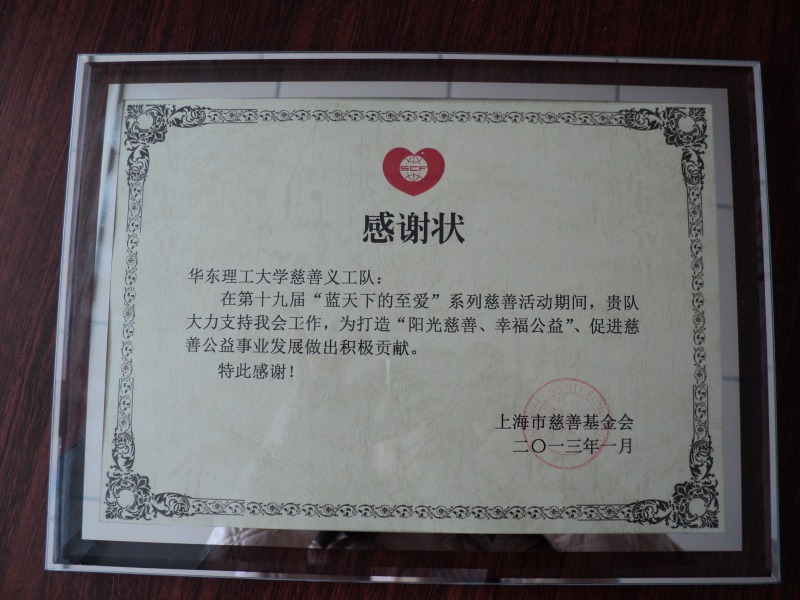 SCF
感谢状
华东理工大学慈善义工队：
在第十九届“蓝天下的至爱”系列慈善活动期间，贵队
大力支持我会工作，为打造“阳光慈善、幸福公益”、促进慈
善公益事业发展做出积极贡献。
特此感谢！
上海市慈善基金会
二〇一三年一月